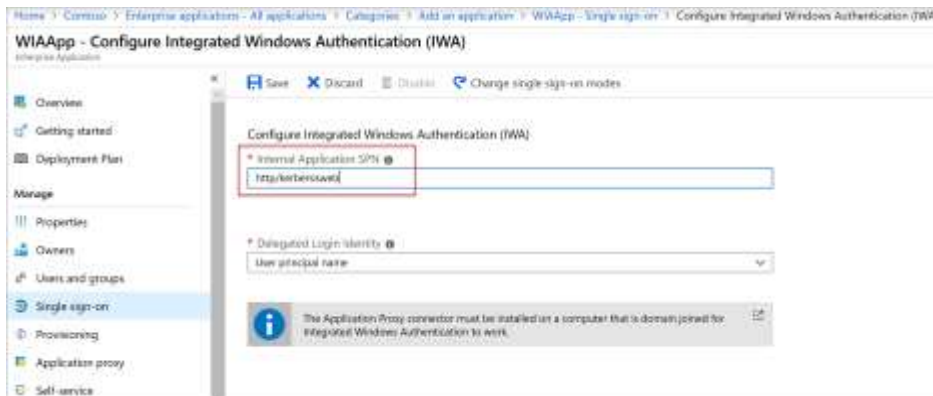 Home > Contoso > Enterprise applications - All applications > Categories > Add an application > WIAApp - Single sign-on > Configure Integrated Windows Authentication (IWA
WIAApp - Configure Integrated Windows Authentication (IWA)
Enterprise Application
Save Discard Disable Change single sign-on modes
Overview
Getting started
Deployment Plan
Manage
Properties
Owners
Users and groups
Single sign-on
Provisioning
Application proxy
Self-service
Configure Integrated Windows Authentication (IWA)
* Internal Application SPN
http/kerberosweb
* Delegated Login Identity
User principal name
The Application Proxy connector must be installed on a computer that is domain joined for
Integrated Windows Authentication to work.